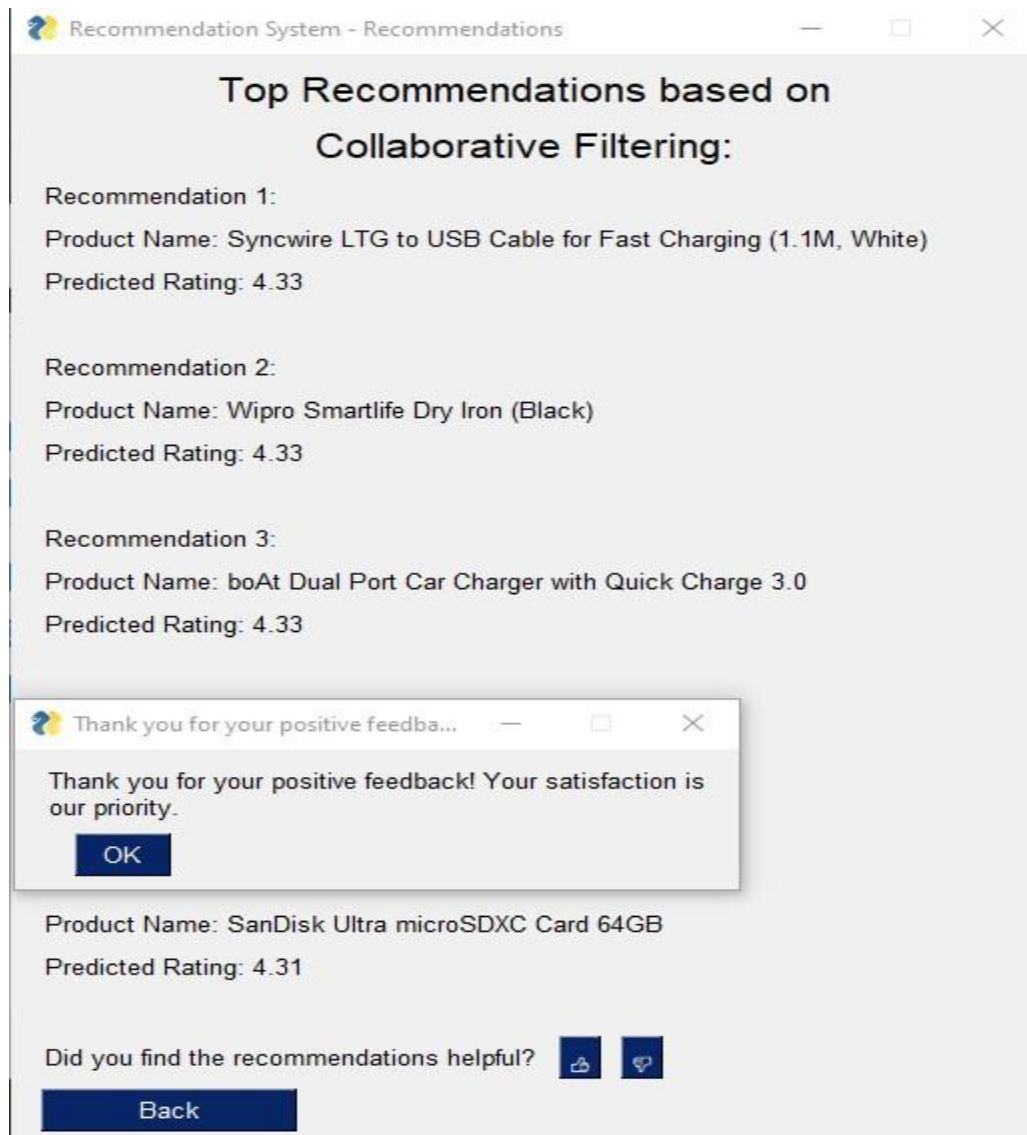 Recommendation System - Recommendations
Top Recommendations based on
Collaborative Filtering:
Recommendation 1:
Product Name: Syncwire LTG to USB Cable for Fast Charging (1.1M, White)
Predicted Rating: 4.33
Recommendation 2:
Product Name: Wipro Smartlife Dry Iron (Black)
Predicted Rating: 4.33
Recommendation 3:
Product Name: boAt Dual Port Car Charger with Quick Charge 3.0
Predicted Rating: 4.33
Thank you for your positive feedba...
Thank you for your positive feedback! Your satisfaction is
our priority.
OK
Product Name: SanDisk Ultra microSDXC Card 64GB
Predicted Rating: 4.31
Did you find the recommendations helpful?
Back